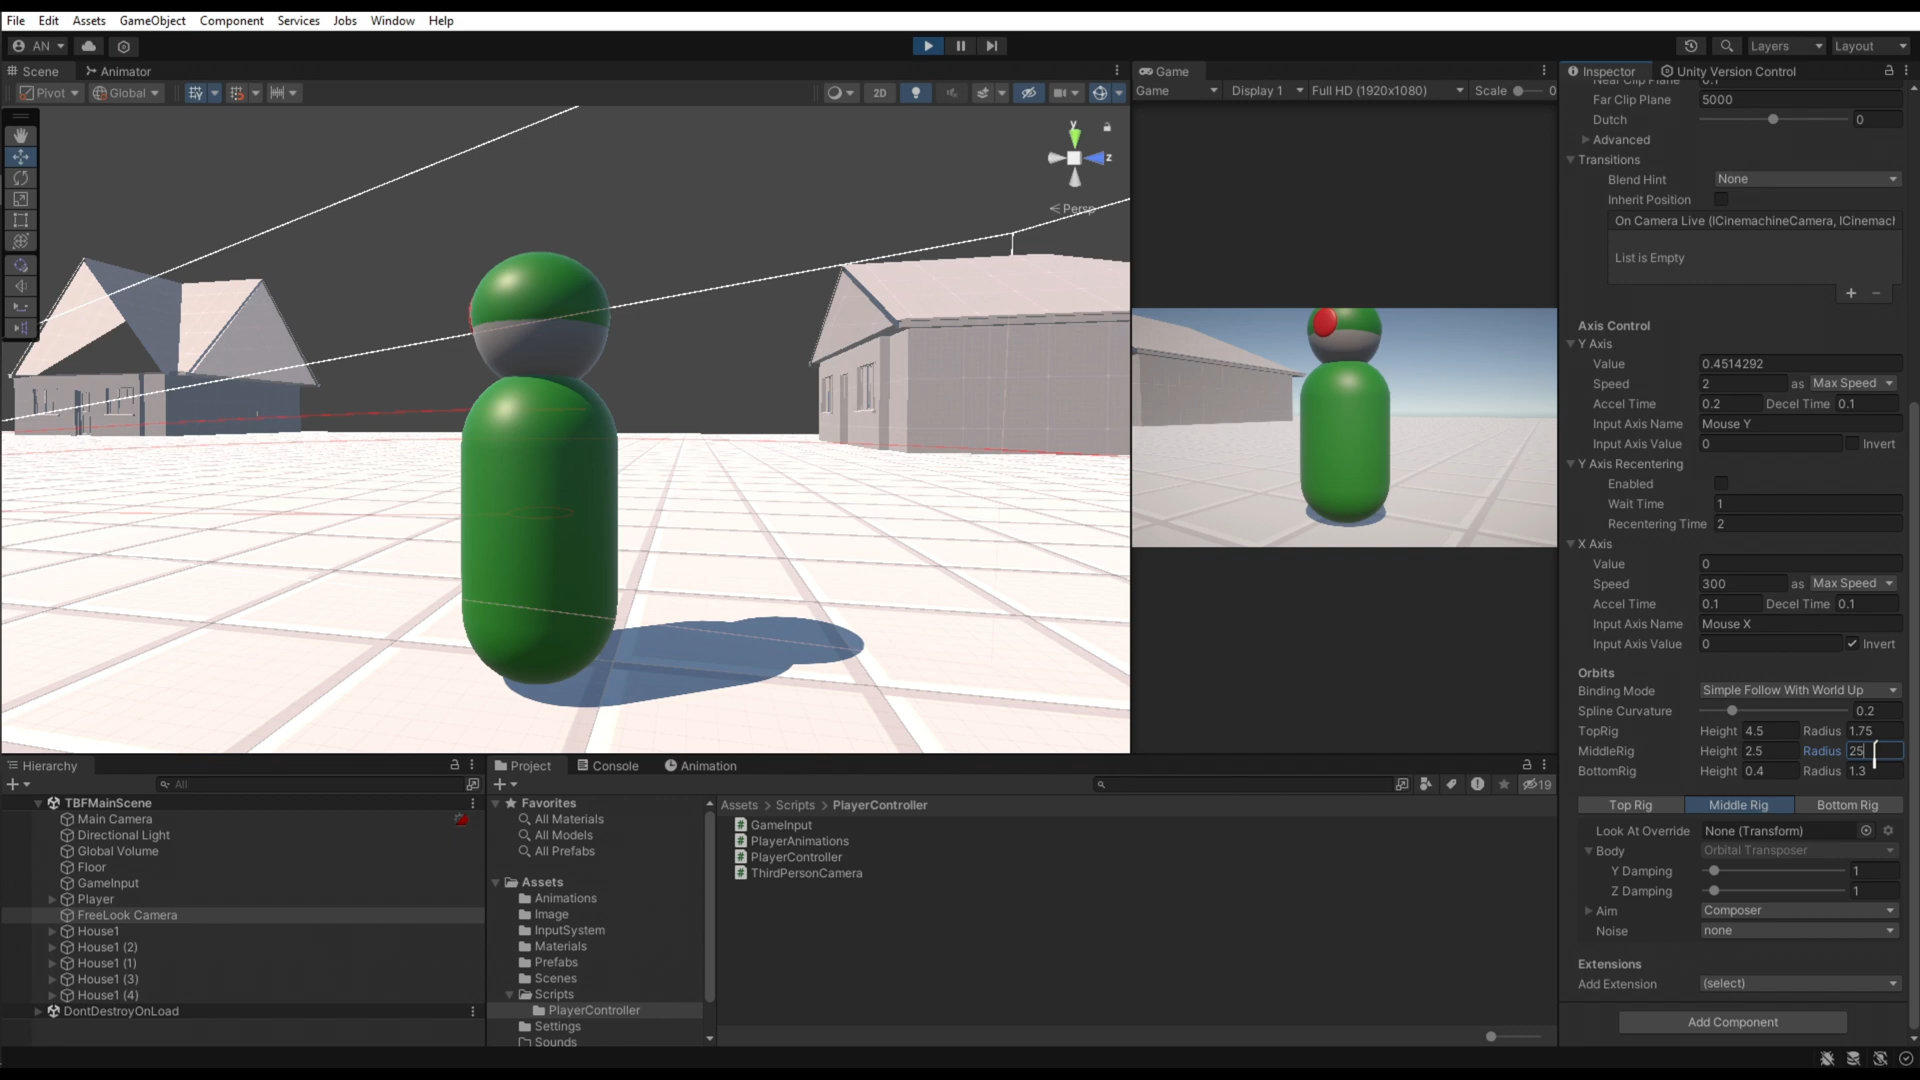 File Edit Assets GameObject Component Services Jobs Window Help
AN Layers Layout
Scene Animator
Pivot Global 2D
y
z
Persp
Game
Game Display 1 Full HD (1920x1080) Scale 0
Inspector Unity Version Control
Near Clip Plane 0.1
Far Clip Plane 5000
Dutch 0
Advanced
Transitions
Blend Hint None
Inherit Position
On Camera Live (ICinemachineCamera, ICinemacl
List is Empty
Axis Control
Y Axis
Value 0.4514292
Speed 2 as Max Speed
Accel Time 0.2 Decel Time 0.1
Input Axis Name Mouse Y
Input Axis Value 0 Invert
Y Axis Recentering
Enabled
Wait Time 1
Recentering Time 2
X Axis
Value 0
Speed 300 as Max Speed
Accel Time 0.1 Decel Time 0.1
Input Axis Name Mouse X
Input Axis Value 0 Invert
Orbits
Binding Mode Simple Follow With World Up
Spline Curvature 0.2
TopRig Height 4.5 Radius 1.75
MiddleRig Height 2.5 Radius 25
BottomRig Height 0.4 Radius 1.3
Top Rig Middle Rig Bottom Rig
Look At Override None (Transform)
Body Orbital Transposer
Y Damping 1
Z Damping 1
Aim Composer
Noise none
Extensions
Add Extension (select)
Add Component
Hierarchy
All
TBFMainScene
Main Camera
Directional Light
Global Volume
Floor
GameInput
Player
FreeLook Camera
House1
House1 (2)
House1 (1)
House1 (3)
House1 (4)
DontDestroyOnLoad
Project Console Animation
19
Favorites
All Materials
All Models
All Prefabs
Assets
Animations
Image
InputSystem
Materials
Prefabs
Scenes
Scripts
PlayerController
Settings
Sounds
Assets > Scripts > PlayerController
GameInput
PlayerAnimations
PlayerController
ThirdPersonCamera